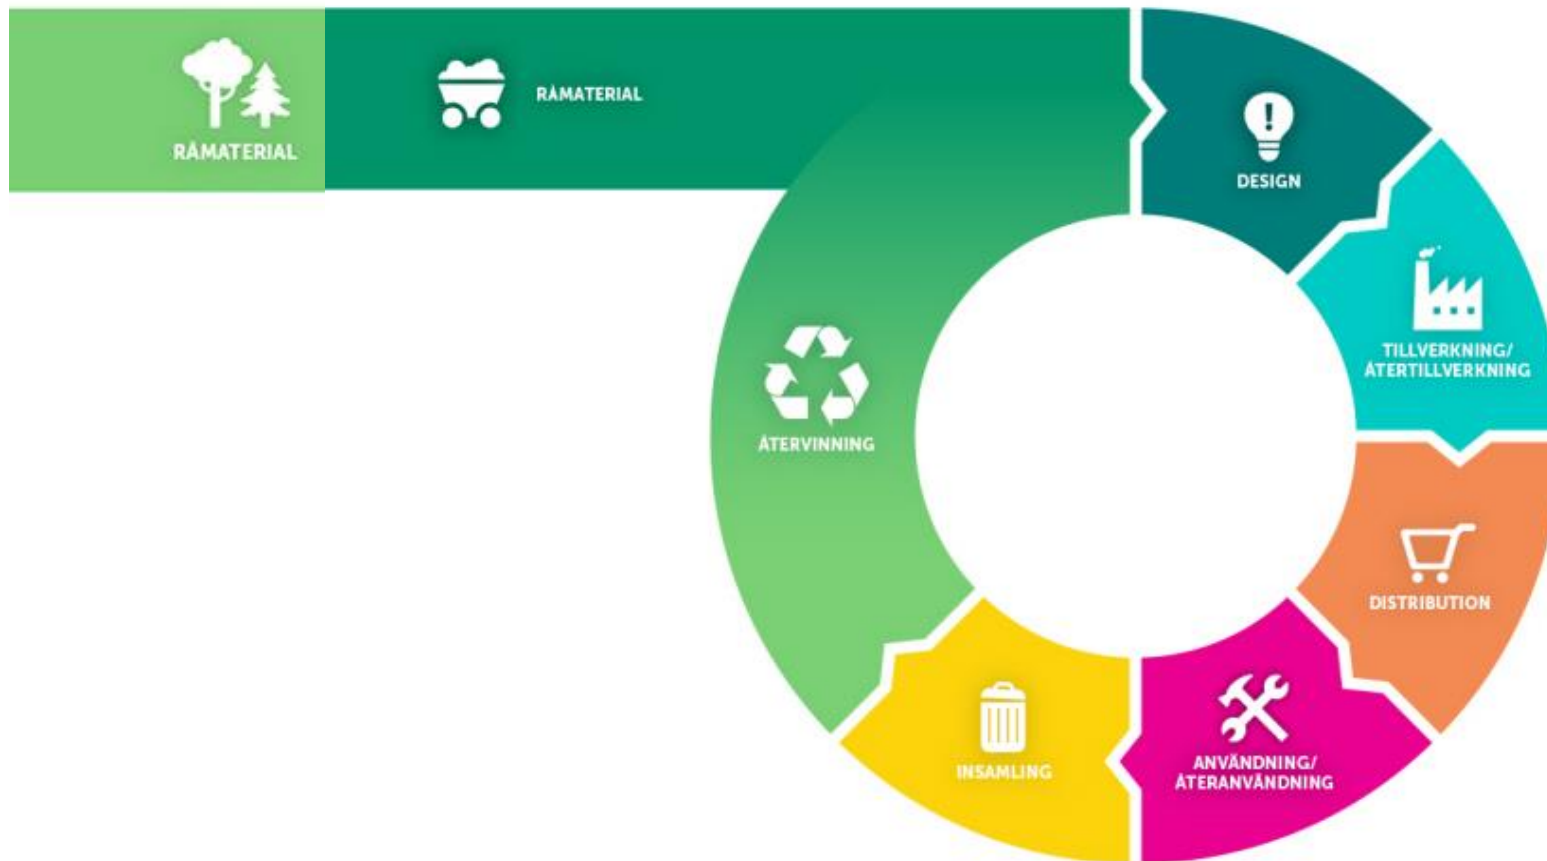 RÅMATERIAL
RÅMATERIAL
DESIGN
TILLVERKNING/
ÅTERTILLVERKNING
DISTRIBUTION
ANVÄNDNING/
ÅTERANVÄNDNING
INSAMLING
ÅTERVINNING